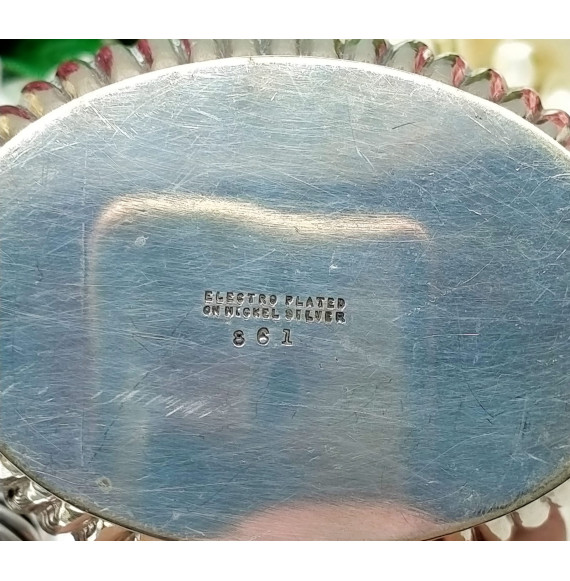 ELECTRO PLATED
ON NICKEL SILVER
861